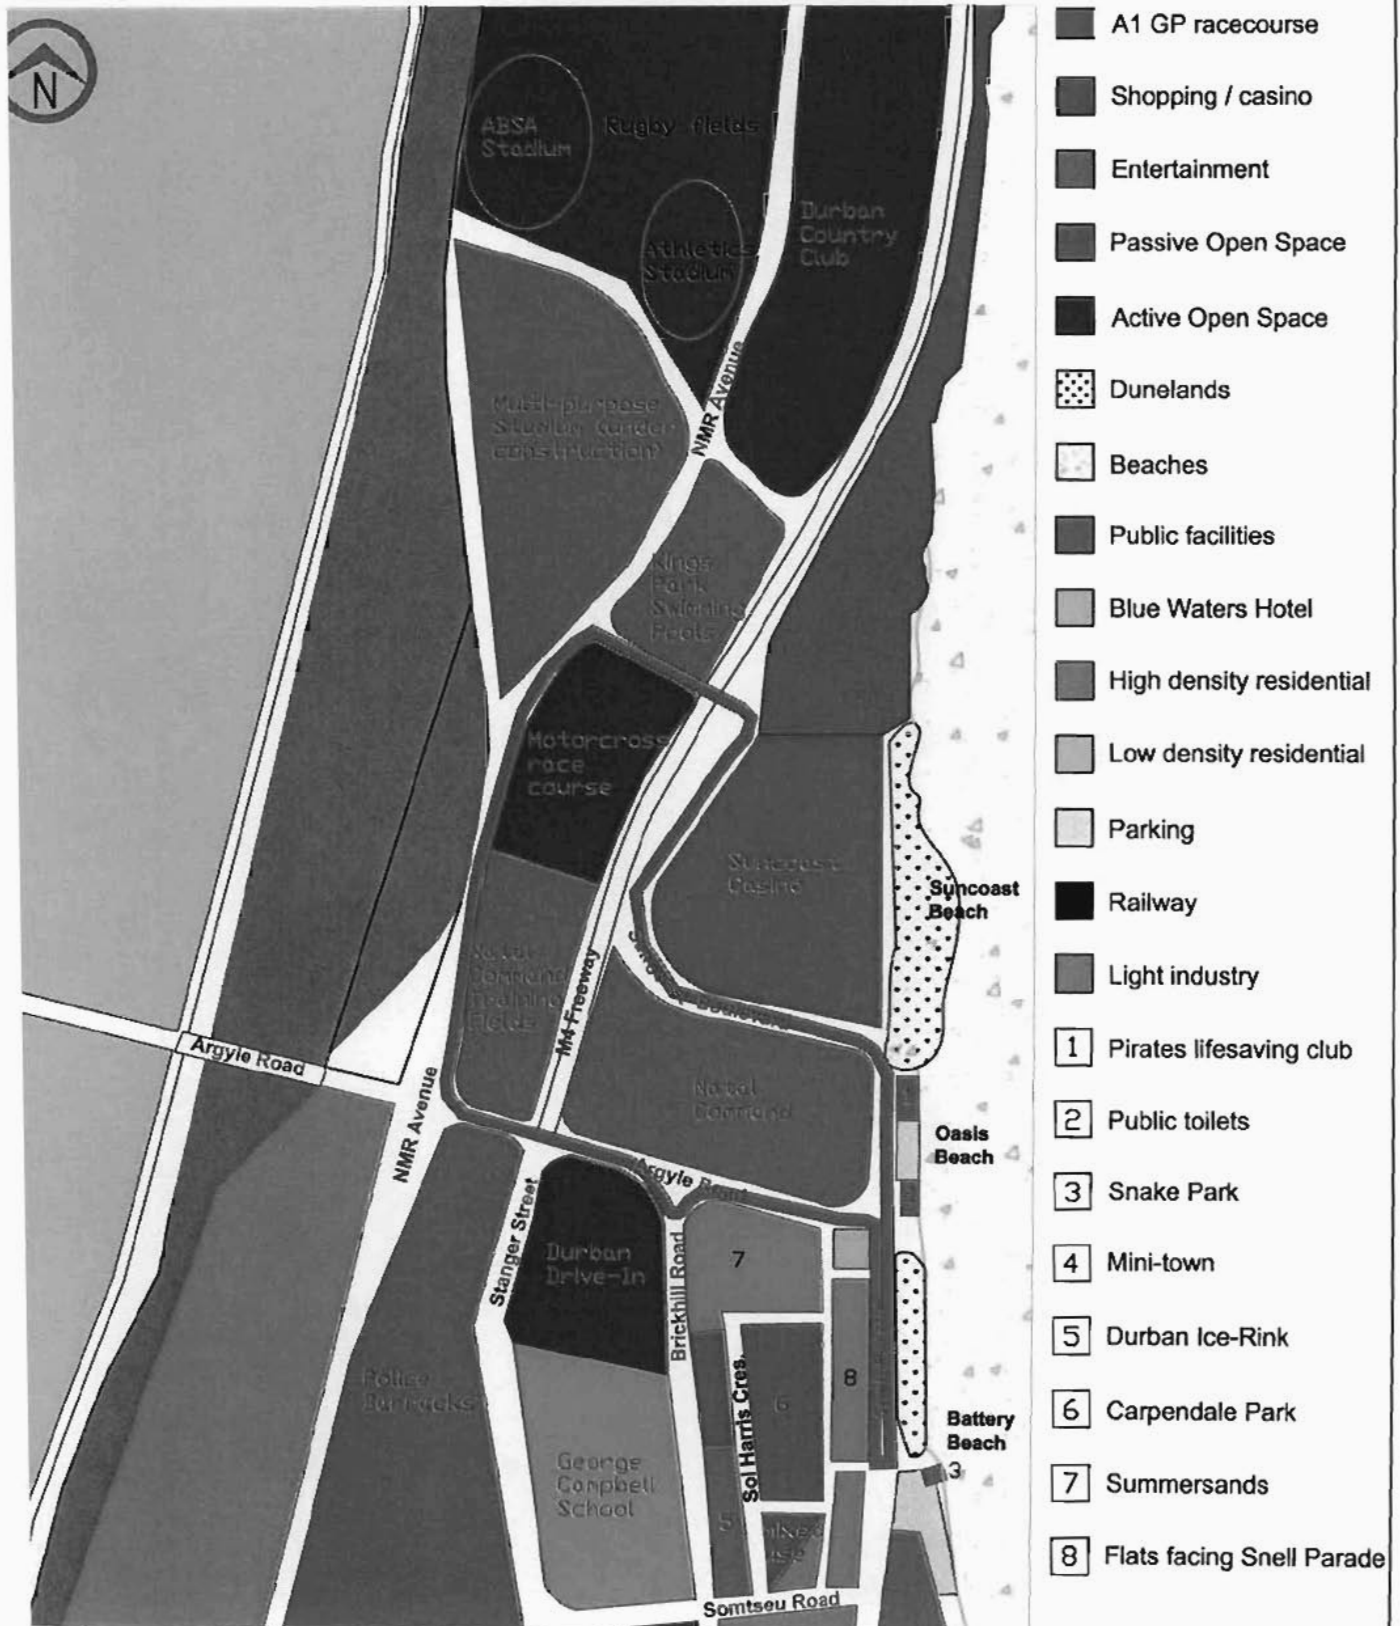 N
ABSA
Stadium
Rugby fields
Athletics
Stadium
Durban
Country
Club
NMR Avenue
Multi-purpose
Stadium (under
construction)
Kings
Park
Swimming
Pools
Motorcross
race
course
Suncoast
Casino
Suncoast
Beach
Natal
Command
Training
Fields
M4 Freeway
Boulevard
Argyle Road
NMR Avenue
Natal
Command
1
Oasis
Beach
2
Argyle Road
Stanger Street
Durban
Drive-In
Brickhill Road
7
8
Police
Barracks
Sol Harris Cres.
6
Battery
Beach
3
George
Campbell
School
5
Mixed
use
Somtseu Road
A1 GP racecourse
Shopping / casino
Entertainment
Passive Open Space
Active Open Space
Dunelands
Beaches
Public facilities
Blue Waters Hotel
High density residential
Low density residential
Parking
Railway
Light industry
1 Pirates lifesaving club
2 Public toilets
3 Snake Park
4 Mini-town
5 Durban Ice-Rink
6 Carpendale Park
7 Summersands
8 Flats facing Snell Parade